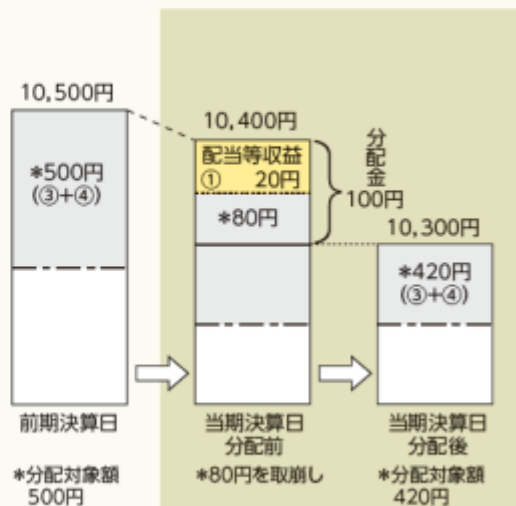 10,500円
*500円
(③+④)
前期決算日
*分配対象額
500円
10,400円
配当等収益
① 20円
*80円
分配金
100円
当期決算日
分配前
*80円を取崩し
10,300円
*420円
(③+④)
当期決算日
分配後
*分配対象額
420円